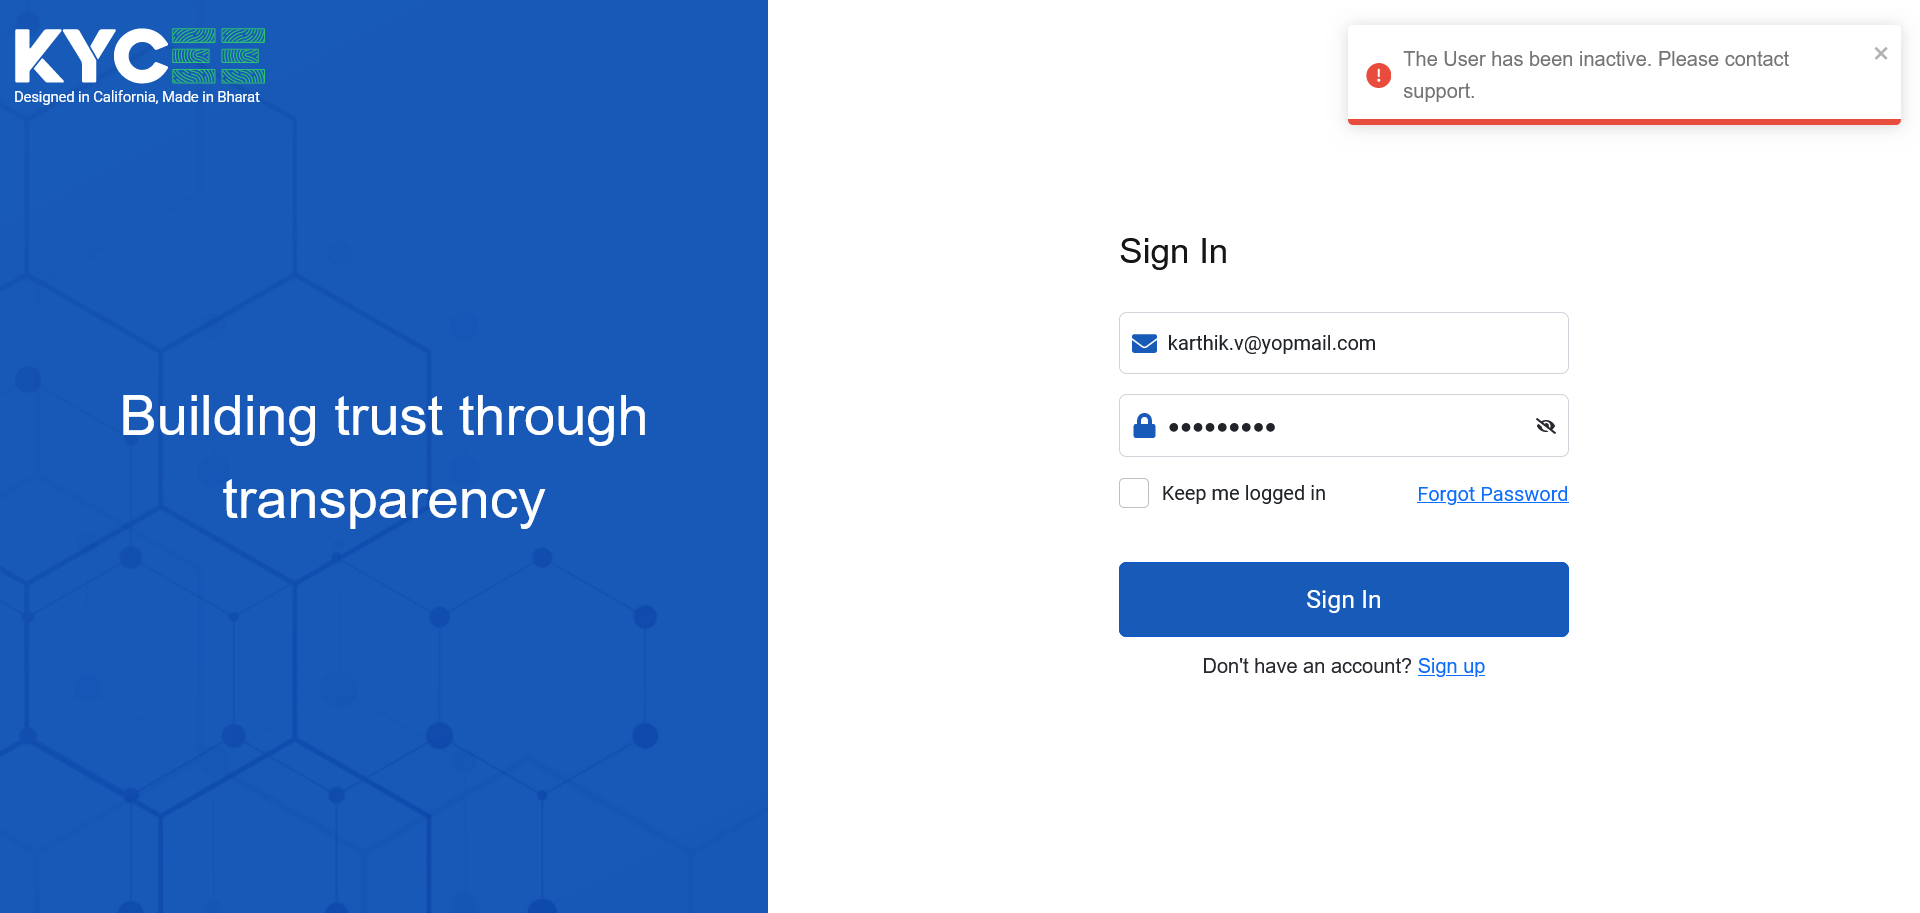 KYCEE
Designed in California, Made in Bharat
Building trust through
transparency
The User has been inactive. Please contact
support.
Sign In
karthik.v@yopmail.com
Keep me logged in
Forgot Password
Sign In
Don't have an account? Sign up